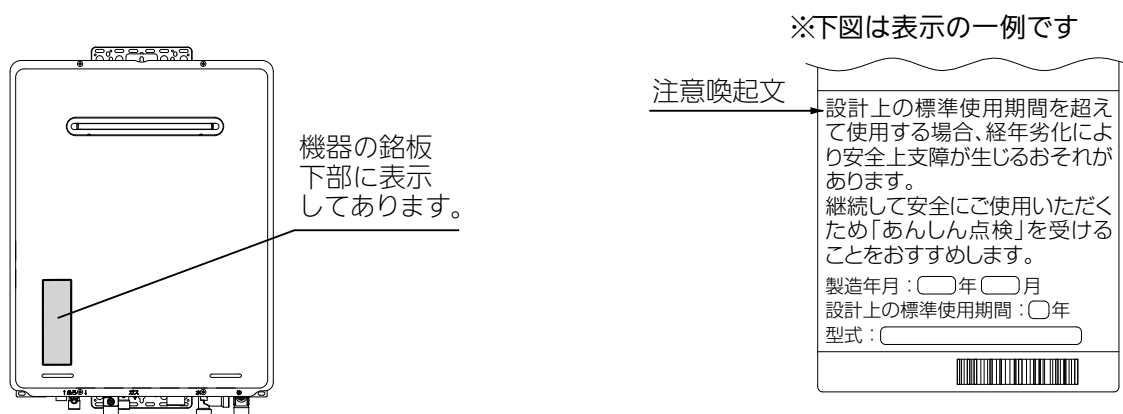 ※下図は表示の一例です
注意喚起文
機器の銘板
下部に表示
してあります。
設計上の標準使用期間を超え
て使用する場合、経年劣化によ
り安全上支障が生じるおそれが
あります。
継続して安全にご使用いただく
ため「あんしん点検」を受ける
ことをおすすめします。
製造年月：年月
設計上の標準使用期間：年
型式：
ガス